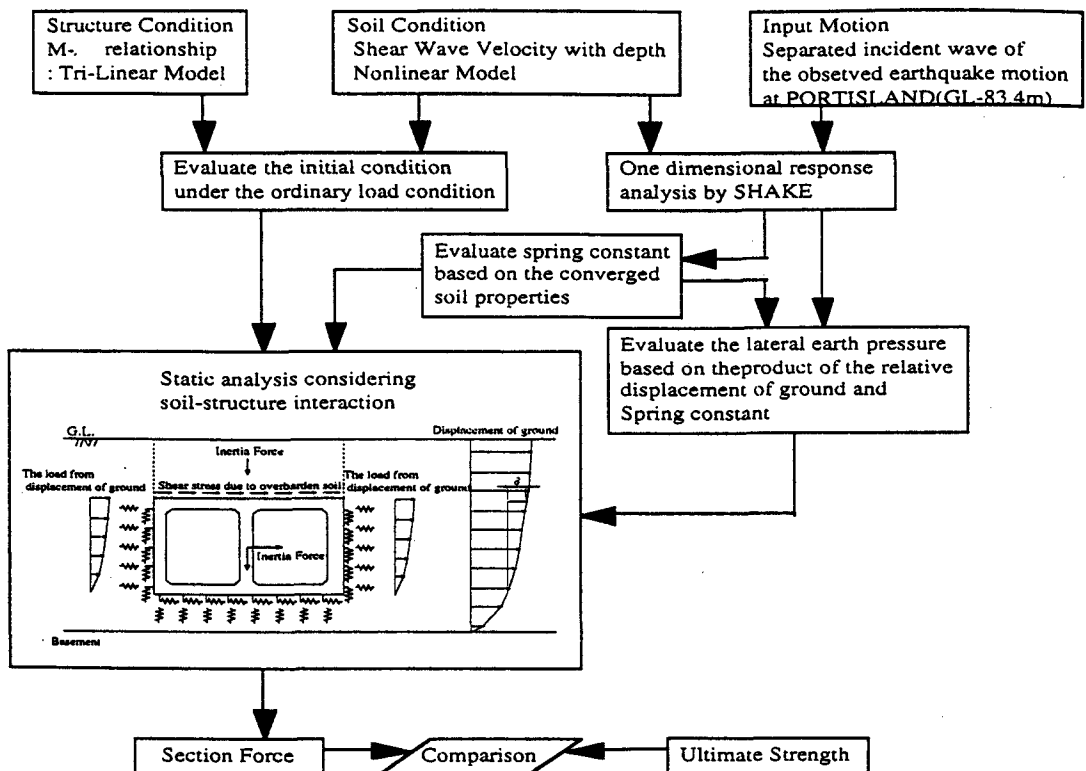 Structure Condition
M-. relationship
: Tri-Linear Model
Soil Condition
Shear Wave Velocity with depth
Nonlinear Model
Input Motion
Separated incident wave of
the obsetved earthquake motion
at PORTISLAND(GL-83.4m)
Evaluate the initial condition
under the ordinary load condition
One dimensional response
analysis by SHAKE
Evaluate spring constant
based on the converged
soil properties
Evaluate the lateral earth pressure
based on theproduct of the relative
displacement of ground and
Spring constant
Static analysis considering
soil-structure interaction
G.L.
Displacement of ground
Inertia Force
The load from
displacement of ground
Shear stress due to overbarden soil
The load from
displacement of ground
Inertia Force
Basement
Section Force
Comparison
Ultimate Strength